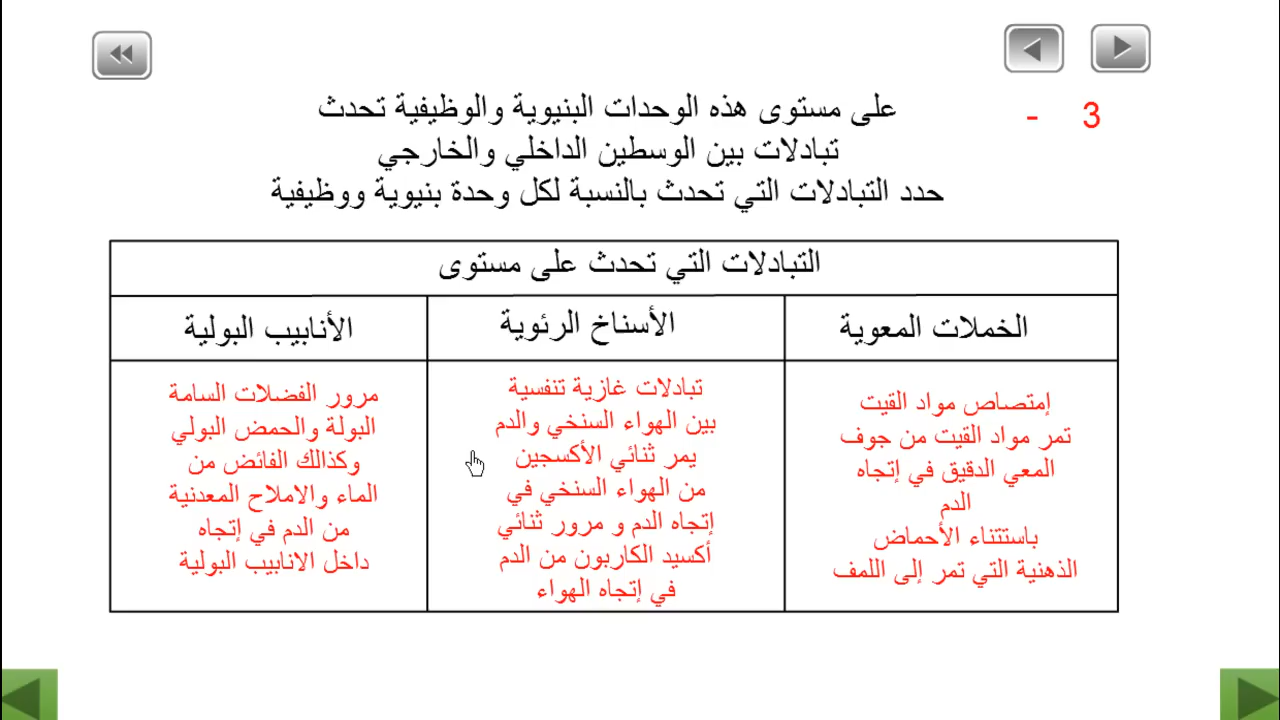 3 -
على مستوى هذه الوحدات البنيوية والوظيفية تحدث
تبادلات بين الوسطين الداخلي والخارجي
حدد التبادلات التي تحدث بالنسبة لكل وحدة بنيوية ووظيفية
التبادلات التي تحدث على مستوى
الخملات المعوية
الأسناخ الرئوية
الأنابيب البولية
إمتصاص مواد القيت
تمر مواد القيت من جوف
المعي الدقيق في إتجاه
الدم
باستثناء الأحماض
الذهنية التي تمر إلى اللمف
تبادلات غازية تنفسية
بين الهواء السنخي والدم
يمر ثنائي الأكسجين
من الهواء السنخي في
إتجاه الدم و مرور ثنائي
أكسيد الكاربون من الدم
في إتجاه الهواء
مرور الفضلات السامة
البولة والحمض البولي
وكذالك الفائض من
الماء والاملاح المعدنية
من الدم في إتجاه
داخل الانابيب البولية